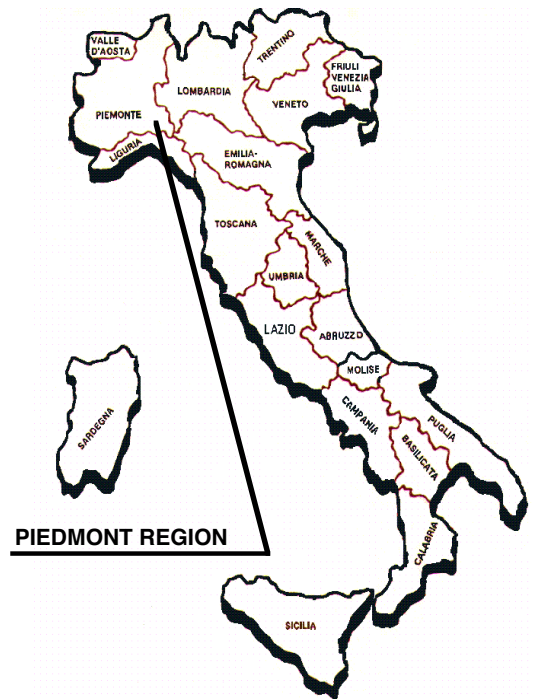 VALLE
D'AOSTA
TRENTINO
FRIULI
VENEZIA
GIULIA
LOMBARDIA
VENETO
PIEMONTE
LIGURIA
EMILIA-
ROMAGNA
TOSCANA
MARCHE
UMBRIA
LAZIO
ABRUZZO
MOLISE
CAMPANIA
PUGLIA
BASILICATA
SARDEGNA
PIEDMONT REGION
CALABRIA
SICILIA